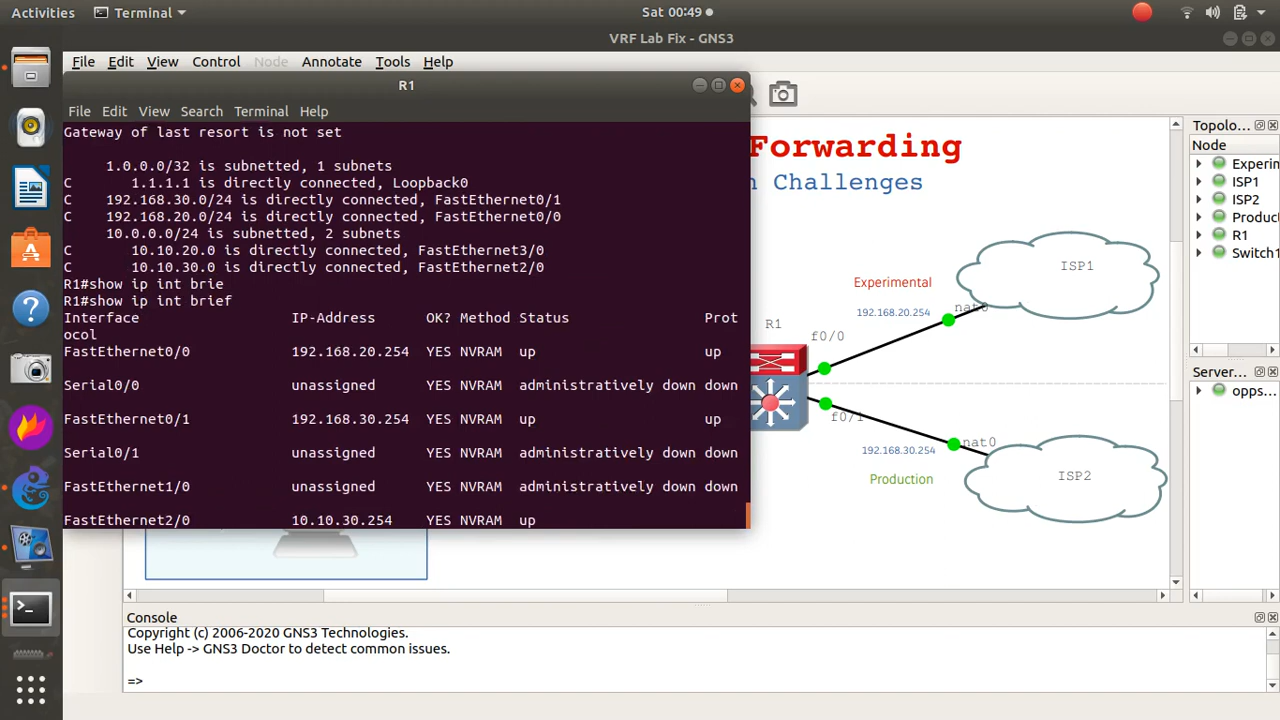 Activities Terminal Sat 00:49
VRF Lab Fix - GNS3
File Edit View Control Node Annotate Tools Help
R1
File Edit View Search Terminal Help
Gateway of last resort is not set
1.0.0.0/32 is subnetted, 1 subnets
C 1.1.1.1 is directly connected, Loopback0
C 192.168.30.0/24 is directly connected, FastEthernet0/1
C 192.168.20.0/24 is directly connected, FastEthernet0/0
10.0.0.0/24 is subnetted, 2 subnets
C 10.10.20.0 is directly connected, FastEthernet3/0
C 10.10.30.0 is directly connected, FastEthernet2/0
R1#show ip int brie
R1#show ip int brief
Interface IP-Address OK? Method Status Prot
ocol
FastEthernet0/0 192.168.20.254 YES NVRAM up up
Serial0/0 unassigned YES NVRAM administratively down down
FastEthernet0/1 192.168.30.254 YES NVRAM up up
Serial0/1 unassigned YES NVRAM administratively down down
FastEthernet1/0 unassigned YES NVRAM administratively down down
FastEthernet2/0 10.10.30.254 YES NVRAM up
Forwarding
n Challenges
Experimental
192.168.20.254
nat0
ISP1
R1
f0/0
f0/1
192.168.30.254
nat0
Production
ISP2
Topolo...
Node
Experin
ISP1
ISP2
Product
R1
Switch1
Server...
opps...
Console
Copyright (c) 2006-2020 GNS3 Technologies.
Use Help -> GNS3 Doctor to detect common issues.
=>